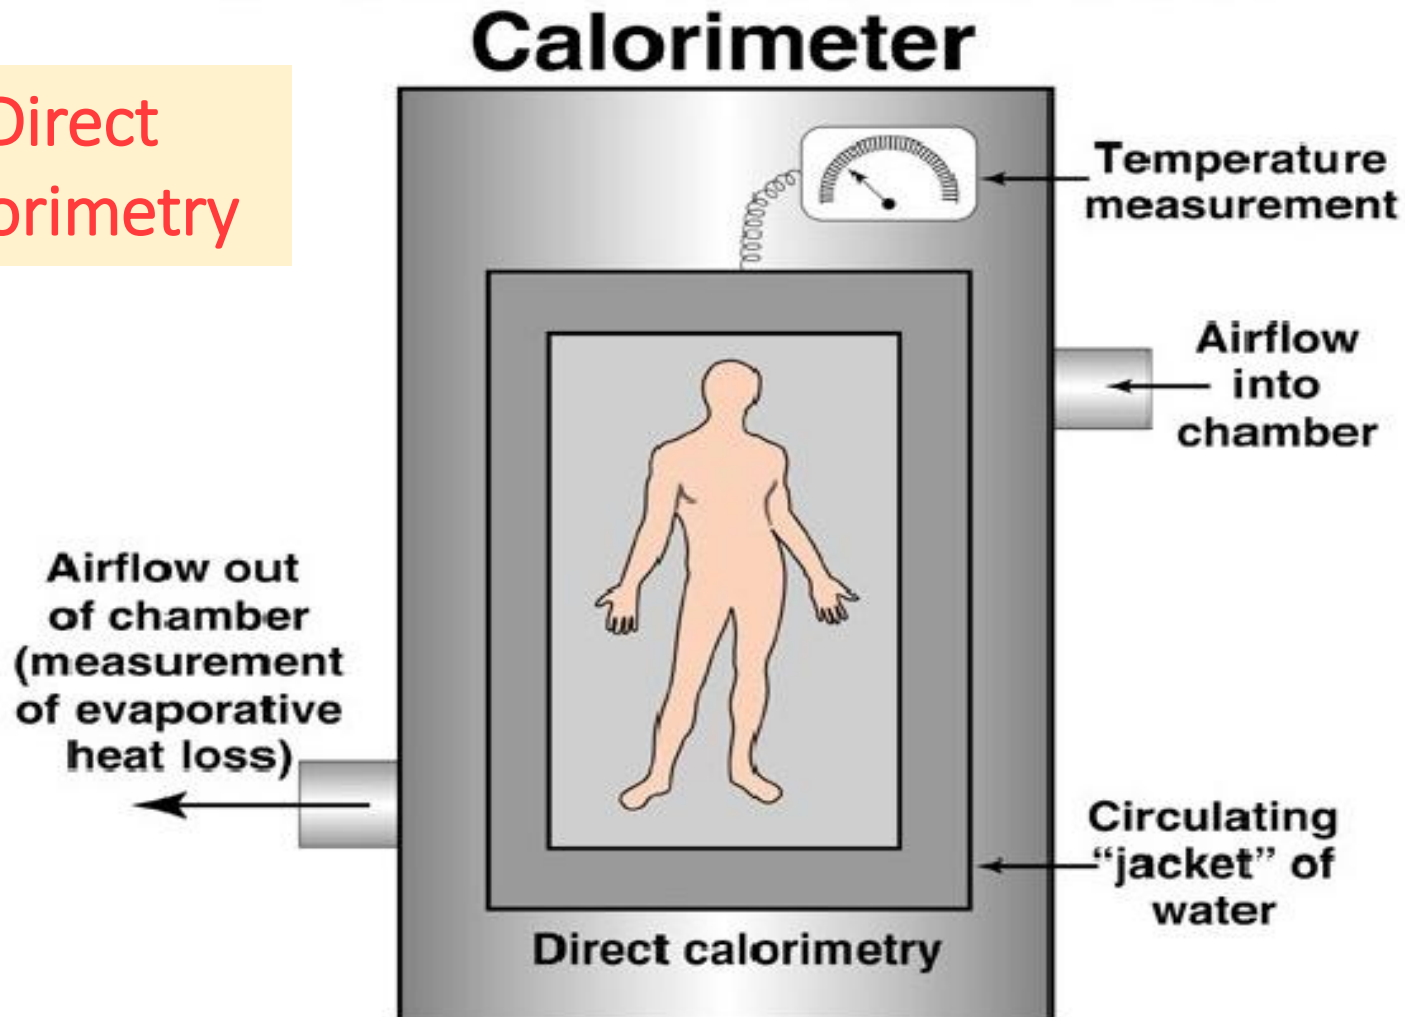 Calorimeter
Direct
orimetry
Temperature
measurement
Airflow
into
chamber
Airflow out
of chamber
(measurement
of evaporative
heat loss)
Circulating
“jacket” of
water
Direct calorimetry